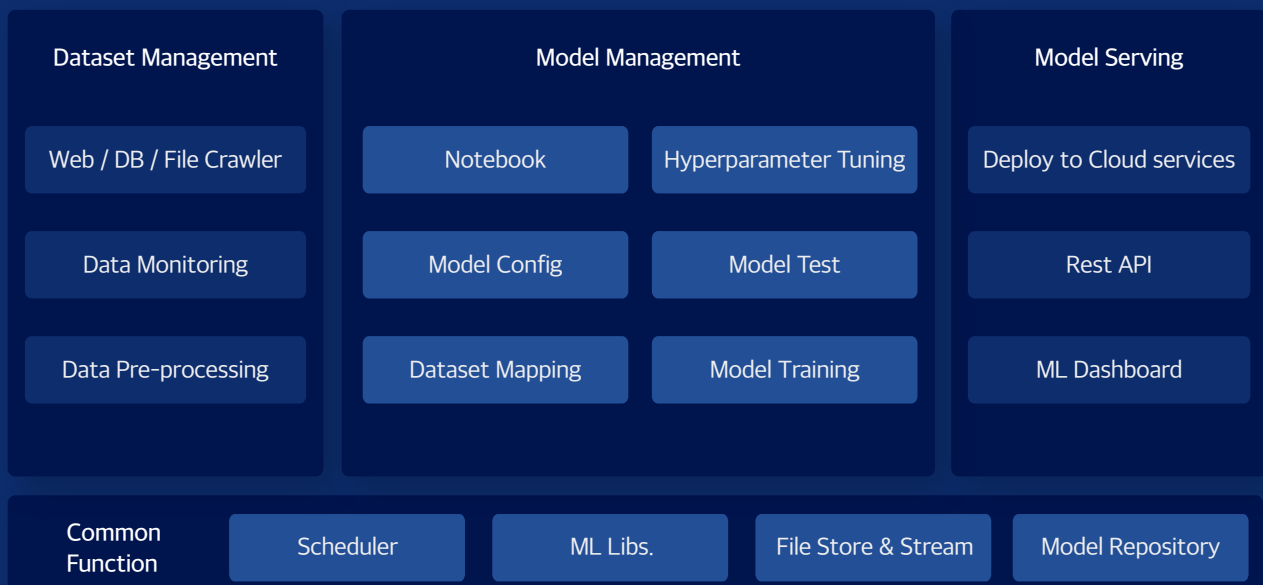 Dataset Management
Web / DB / File Crawler
Data Monitoring
Data Pre-processing
Model Management
Notebook
Hyperparameter Tuning
Model Config
Model Test
Dataset Mapping
Model Training
Model Serving
Deploy to Cloud services
Rest API
ML Dashboard
Common
Function
Scheduler
ML Libs.
File Store & Stream
Model Repository